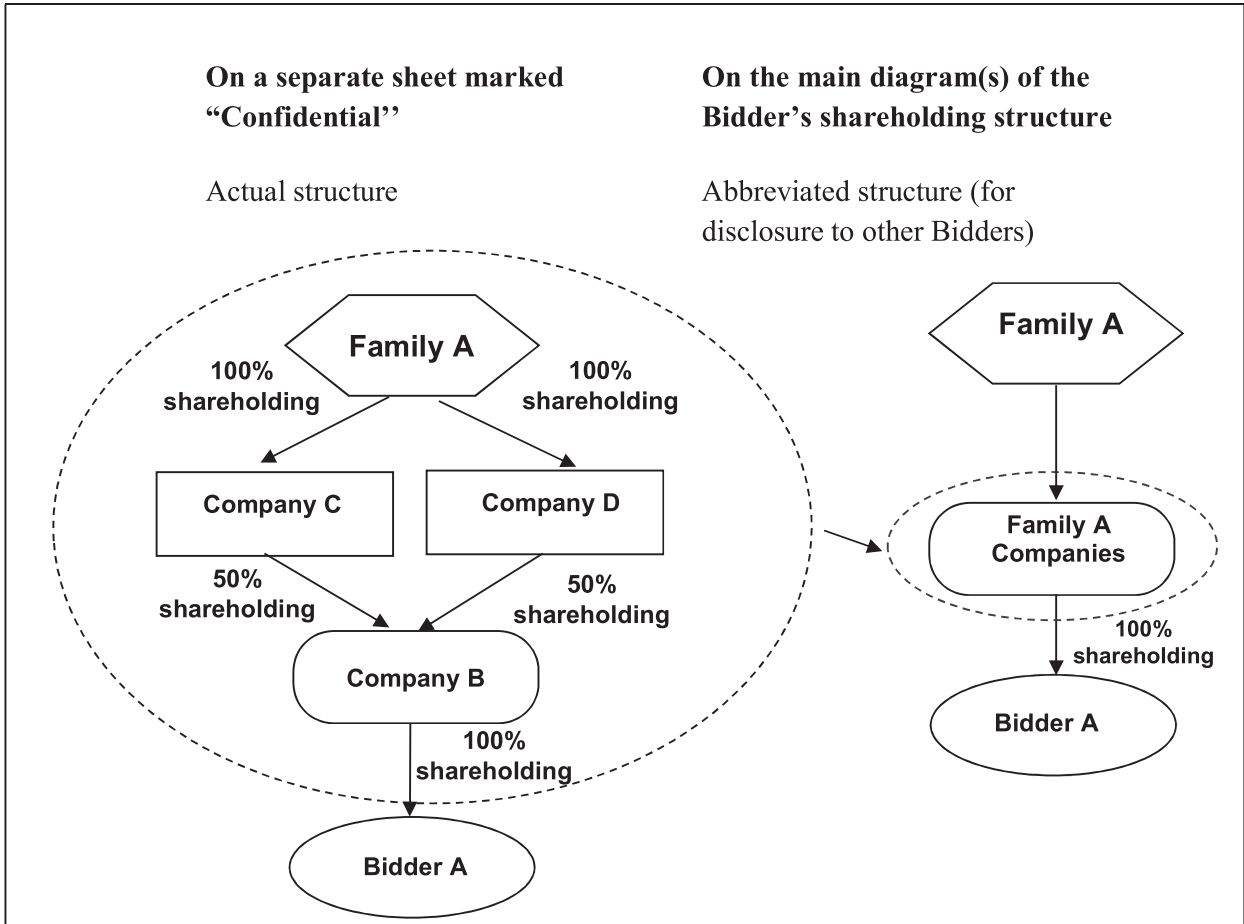 On a separate sheet marked
“Confidential’’
Actual structure
Family A
100%
shareholding
100%
shareholding
Company C
Company D
50%
shareholding
50%
shareholding
Company B
100%
shareholding
Bidder A
On the main diagram(s) of the
Bidder’s shareholding structure
Abbreviated structure (for
disclosure to other Bidders)
Family A
Family A
Companies
100%
shareholding
Bidder A